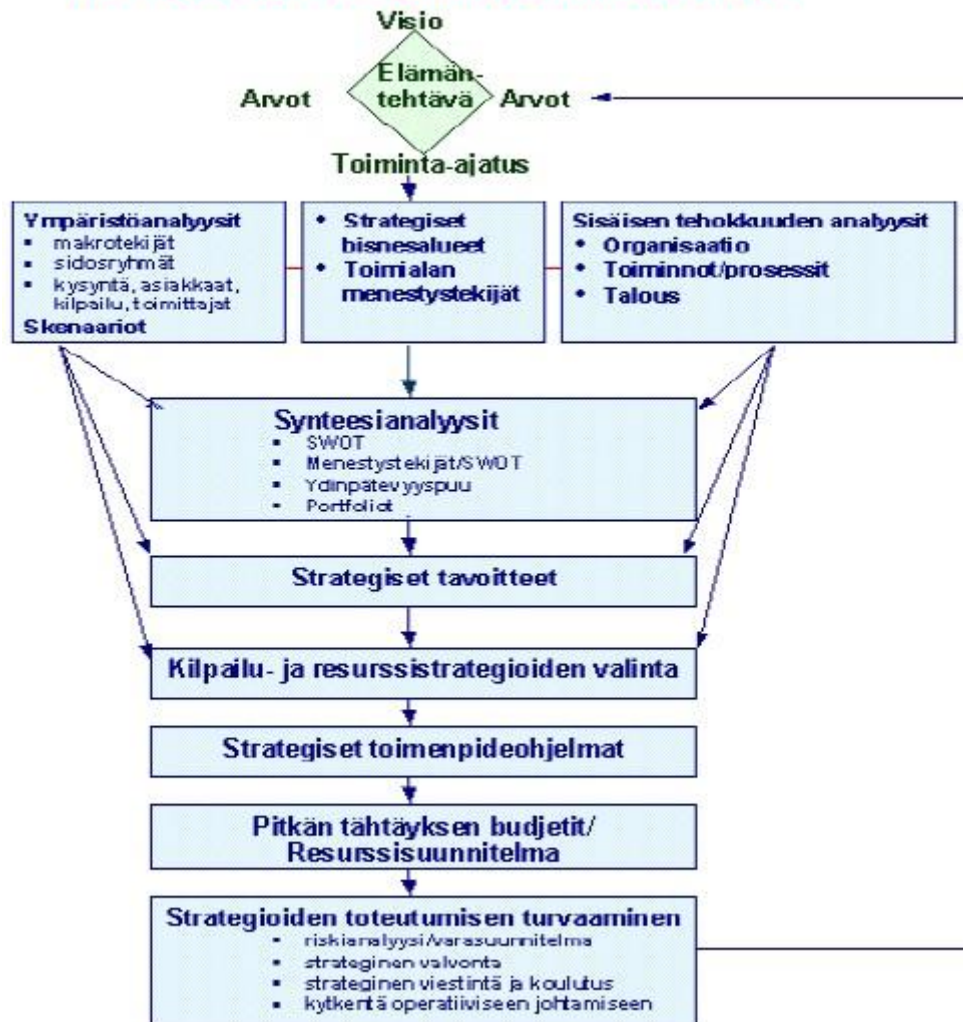 Visio
Elämän-
Arvot tehtävä Arvot
Toiminta-ajatus
Ympäristöanalyysit
▪ makrotekijät
▪ sidosryhmät
▪ kysyntä, asiakkaat,
kilpailu, toimittajat
Skenaariot
• Strategiset
bisnesalueet
• Toimialan
menestystekijät
Sisäisen tehokkuuden analyysit
• Organisaatio
• Toiminnot/prosessit
• Talous
Synteesianalyysit
▪ SWOT
▪ Menestystekijät/SWOT
▪ Ydinpätevyyspuu
▪ Portfoliot
Strategiset tavoitteet
Kilpailu- ja resurssistrategioiden valinta
Strategiset toimenpideohjelmat
Pitkän tähtäyksen budjetit/
Resurssisuunnitelma
Strategioiden toteutumisen turvaaminen
▪ riskianalyysi/varasuunnitelma
▪ strateginen valvonta
▪ strateginen viestintä ja koulutus
▪ kytkentä operatiiviseen johtamiseen